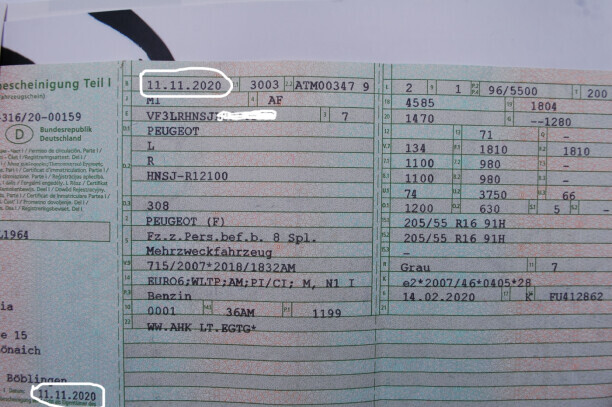 escheinigung Teil I
ahrzeugschein)
316/20-00159
D Bundesrepublik
Deutschland
L1964
ia
e 15
önaich
Böblingen
11.11.2020
11.11.2020 3003 ATM00347 9
M1 AF
VF3LRHNSJ 7
PEUGEOT
L
R
HNSJ-R12100
308
PEUGEOT (F)
Fz.z.Pers.bef.b. 8 Spl.
Mehrzweckfahrzeug
715/2007*2018/1832AM
EURO6;WLTP;AM;PI/CI; M, N1 I
Benzin
0001 36AM 1199
WW.AHK LT.EGTG*
2 1 96/5500 200
4585 1804
1470 --1280
71 -
134 1810 1810
1100 980 -
1100 980 -
74 3750 66
1200 630 5 -
205/55 R16 91H
205/55 R16 91H
-
Grau 7
e2*2007/46*0405*28
14.02.2020 K FU412862